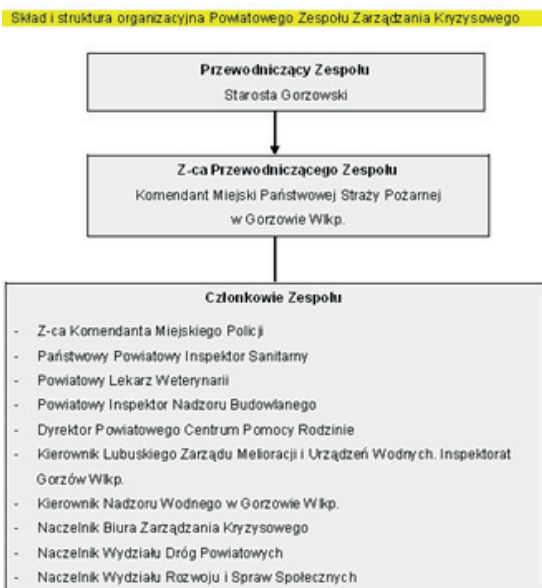 Skład i struktura organizacyjna Powiatowego Zespołu Zarządzania Kryzysowego
Przewodniczący Zespołu
Starosta Gorzowski
Z-ca Przewodniczącego Zespołu
Komendant Miejski Państwowej Straży Pożarnej
w Gorzowie Wlkp.
Członkowie Zespołu
- Z-ca Komendanta Miejskiego Policji
- Państwowy Powiatowy Inspektor Sanitarny
- Powiatowy Lekarz Weterynarii
- Powiatowy Inspektor Nadzoru Budowlanego
- Dyrektor Powiatowego Centrum Pomocy Rodzinie
- Kierownik Lubuskiego Zarządu Melioracji i Urządzeń Wodnych. Inspektorat
Gorzów Wlkp.
- Kierownik Nadzoru Wodnego w Gorzowie Wlkp.
- Naczelnik Biura Zarządzania Kryzysowego
- Naczelnik Wydziału Dróg Powiatowych
- Naczelnik Wydziału Rozwoju i Spraw Społecznych